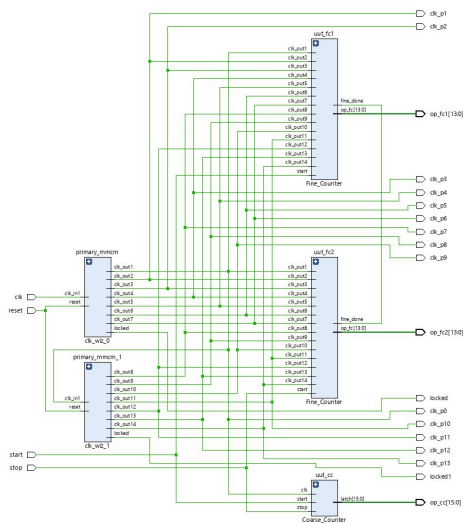 clk_p1
clk_p2
uut_fc1
clk_out1
clk_out2
clk_out3
clk_out4
clk_out5
clk_out6
clk_out7
clk_out8
clk_out9
clk_out10
clk_out11
clk_out12
clk_out13
clk_out14
start
fine_done
op_fc[13:0]
Fine_Counter
op_fc1[13:0]
clk_p3
clk_p4
clk_p5
clk_p6
clk_p7
clk_p8
clk_p9
primary_mmcm
clk
reset
clk_in1
reset
clk_out1
clk_out2
clk_out3
clk_out4
clk_out5
clk_out6
clk_out7
locked
clk_wiz_0
uut_fc2
clk_out1
clk_out2
clk_out3
clk_out4
clk_out5
clk_out6
clk_out7
clk_out8
clk_out9
clk_out10
clk_out11
clk_out12
clk_out13
clk_out14
start
fine_done
op_fc[13:0]
Fine_Counter
op_fc2[13:0]
primary_mmcm_1
clk_in1
reset
clk_out8
clk_out9
clk_out10
clk_out11
clk_out12
clk_out13
clk_out14
locked
clk_wiz_1
locked
clk_p0
clk_p10
clk_p11
clk_p12
clk_p13
locked1
start
stop
uut_cc
clk
start
stop
latch[15:0]
Coarse_Counter
op_cc[15:0]